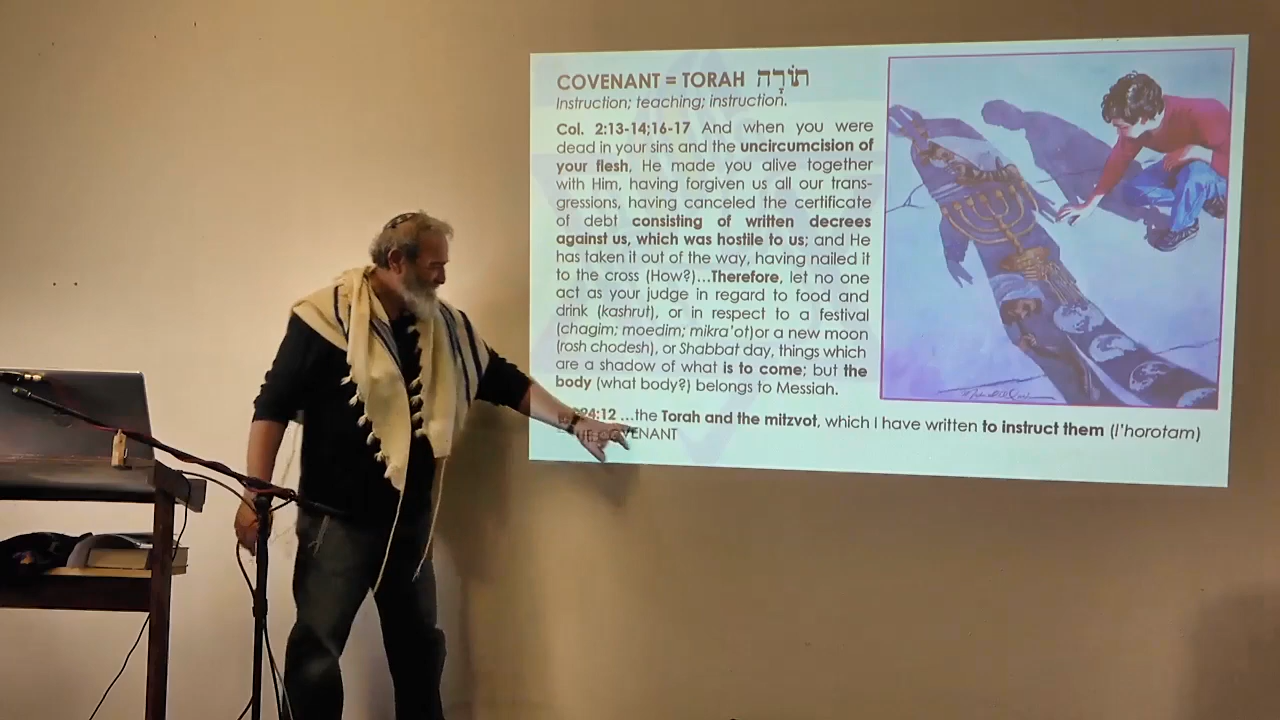 COVENANT = TORAH תּוֹרָה
Instruction; teaching; instruction.
Col. 2:13-14;16-17 And when you were
dead in your sins and the uncircumcision of
your flesh, He made you alive together
with Him, having forgiven us all our trans-
gressions, having canceled the certificate
of debt consisting of written decrees
against us, which was hostile to us; and He
has taken it out of the way, having nailed it
to the cross (How?)...Therefore, let no one
act as your judge in regard to food and
drink (kashrut), or in respect to a festival
(chagim; moedim; mikra'ot)or a new moon
(rosh chodesh), or Shabbat day, things which
are a shadow of what is to come; but the
body (what body?) belongs to Messiah.
24:12 ...the Torah and the mitzvot, which I have written to instruct them (l'horotam)
COVENANT